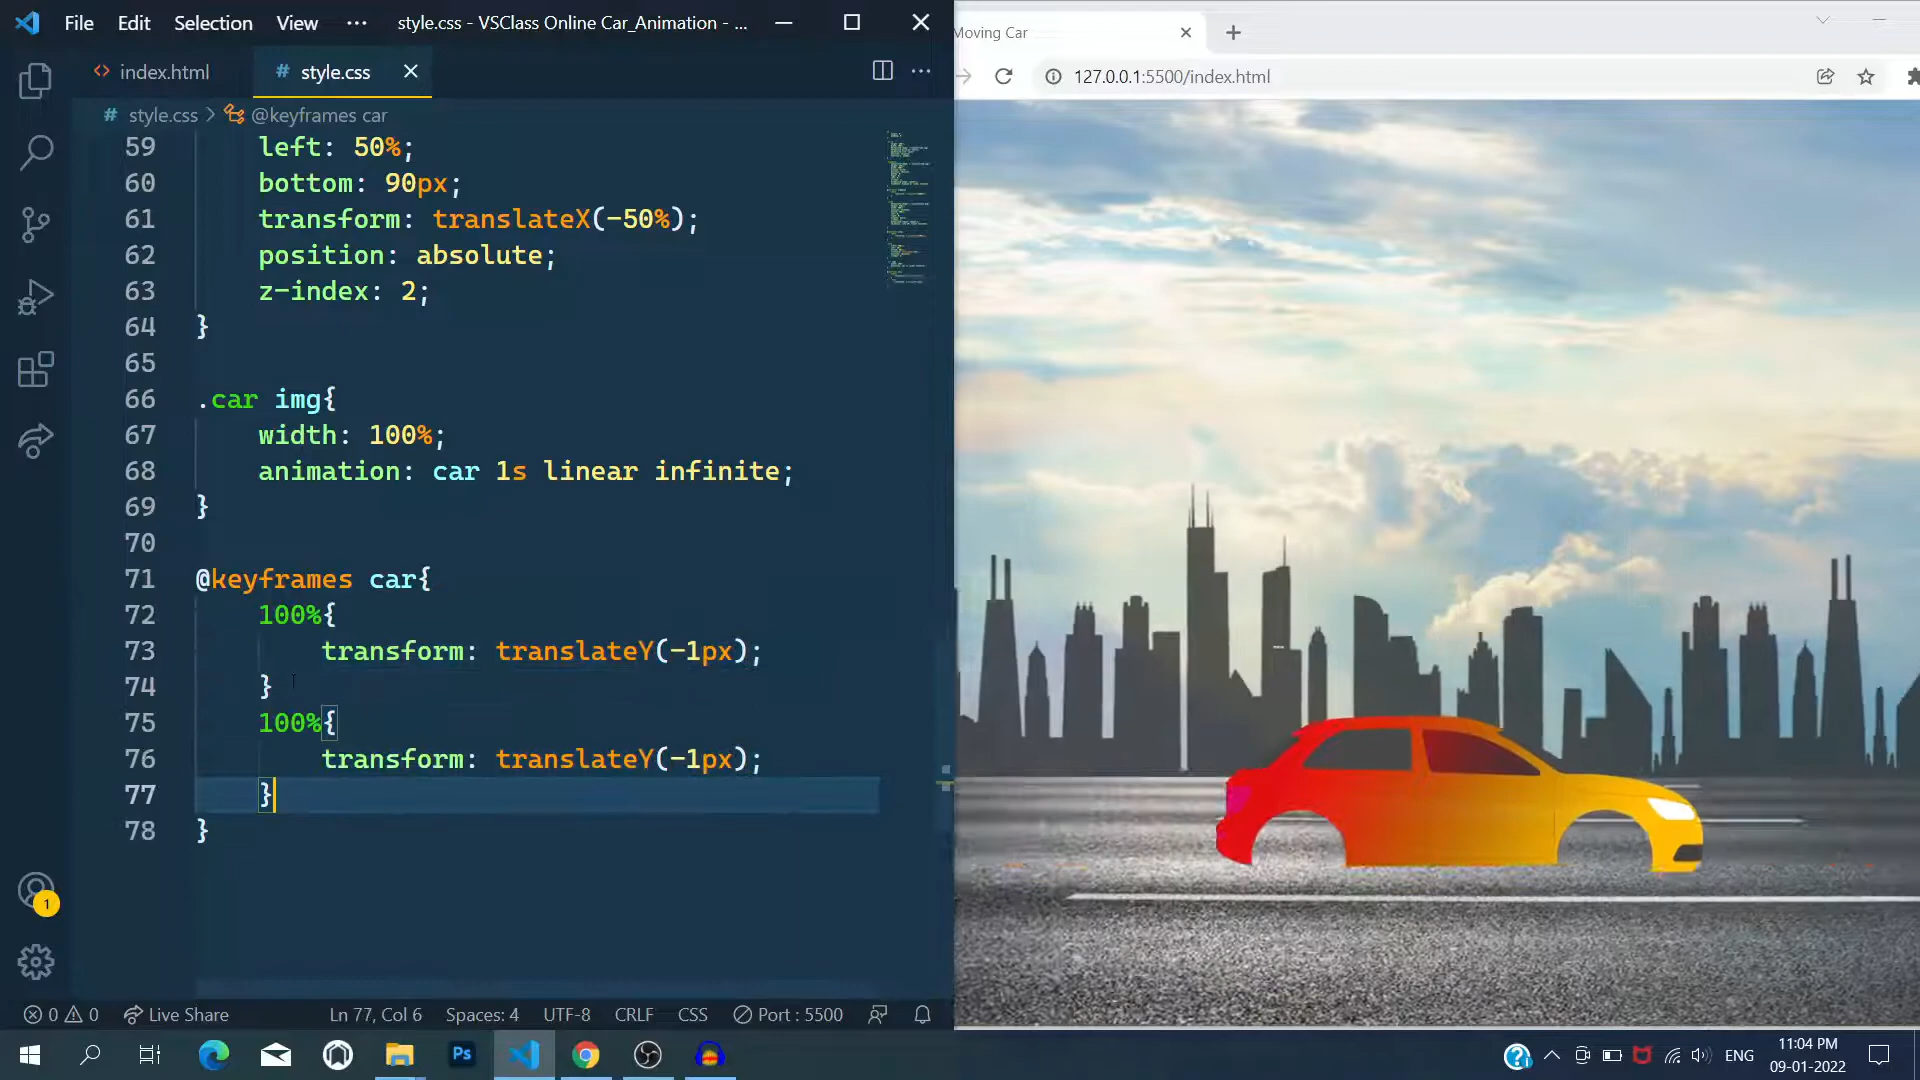 File Edit Selection View ··· style.css - VSClass Online Car_Animation - ...
index.html # style.css
# style.css > @keyframes car
59 left: 50%;
60 bottom: 90px;
61 transform: translateX(-50%);
62 position: absolute;
63 z-index: 2;
64 }
65
66 .car img{
67 width: 100%;
68 animation: car 1s linear infinite;
69 }
70
71 @keyframes car{
72 100%{
73 transform: translateY(-1px);
74 }
75 100%{
76 transform: translateY(-1px);
77 }
78 }
1
0 0 Live Share Ln 77, Col 6 Spaces: 4 UTF-8 CRLF CSS Port : 5500
Moving Car
127.0.0.1:5500/index.html
Ps
ENG
11:04 PM
09-01-2022